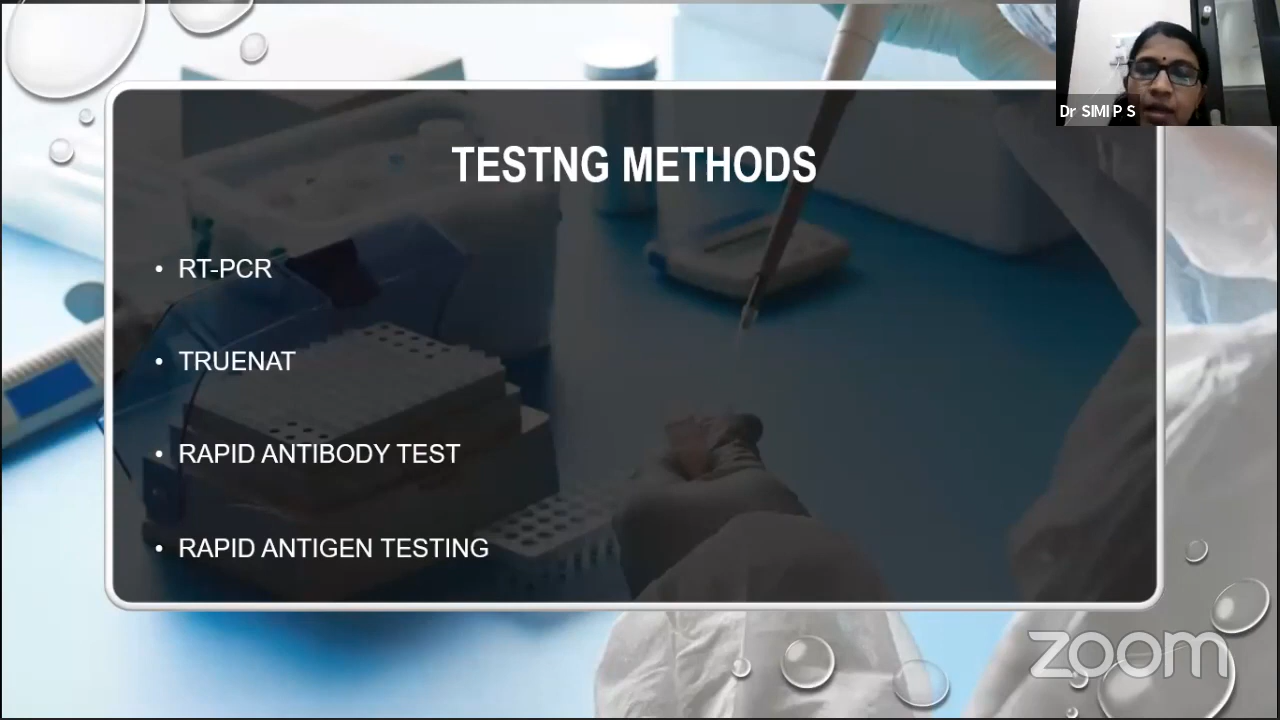 Dr SIMI P S
TESTNG METHODS
• RT-PCR
• TRUENAT
• RAPID ANTIBODY TEST
• RAPID ANTIGEN TESTING
zoom